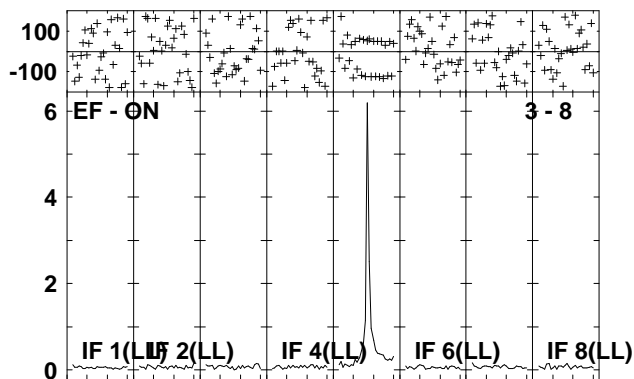 100
-100
EF - ON
3 - 8
6
4
2
0
IF 1(LL)
IF 2(LL)
IF 4(LL)
IF 6(LL)
IF 8(LL)